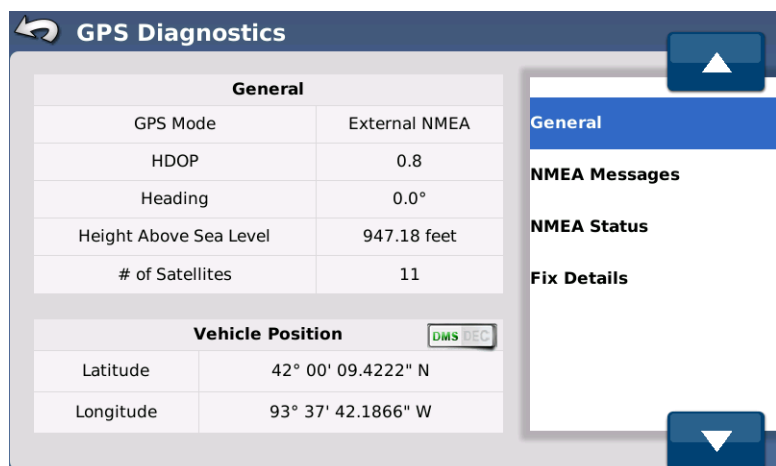 GPS Diagnostics
General
GPS Mode External NMEA
HDOP 0.8
Heading 0.0°
Height Above Sea Level 947.18 feet
# of Satellites 11
Vehicle Position DMS DEC
Latitude 42° 00' 09.4222" N
Longitude 93° 37' 42.1866" W
General
NMEA Messages
NMEA Status
Fix Details